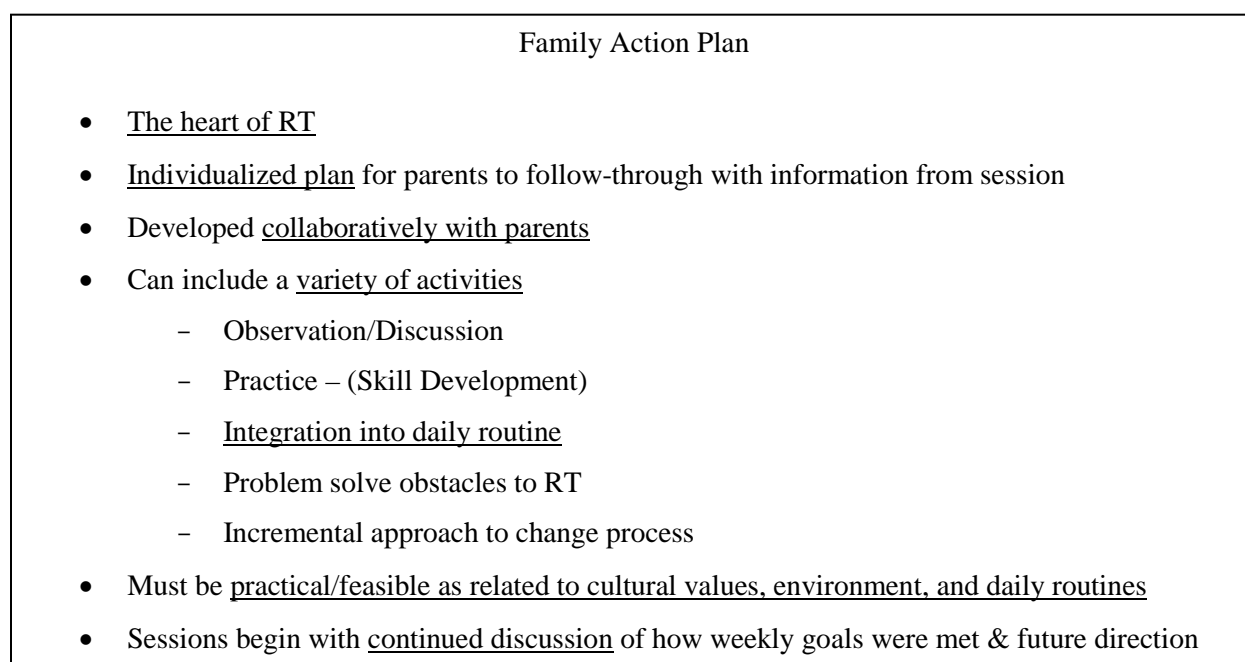 Family Action Plan
• The heart of RT
• Individualized plan for parents to follow-through with information from session
• Developed collaboratively with parents
• Can include a variety of activities
- Observation/Discussion
- Practice – (Skill Development)
- Integration into daily routine
- Problem solve obstacles to RT
- Incremental approach to change process
• Must be practical/feasible as related to cultural values, environment, and daily routines
• Sessions begin with continued discussion of how weekly goals were met & future direction